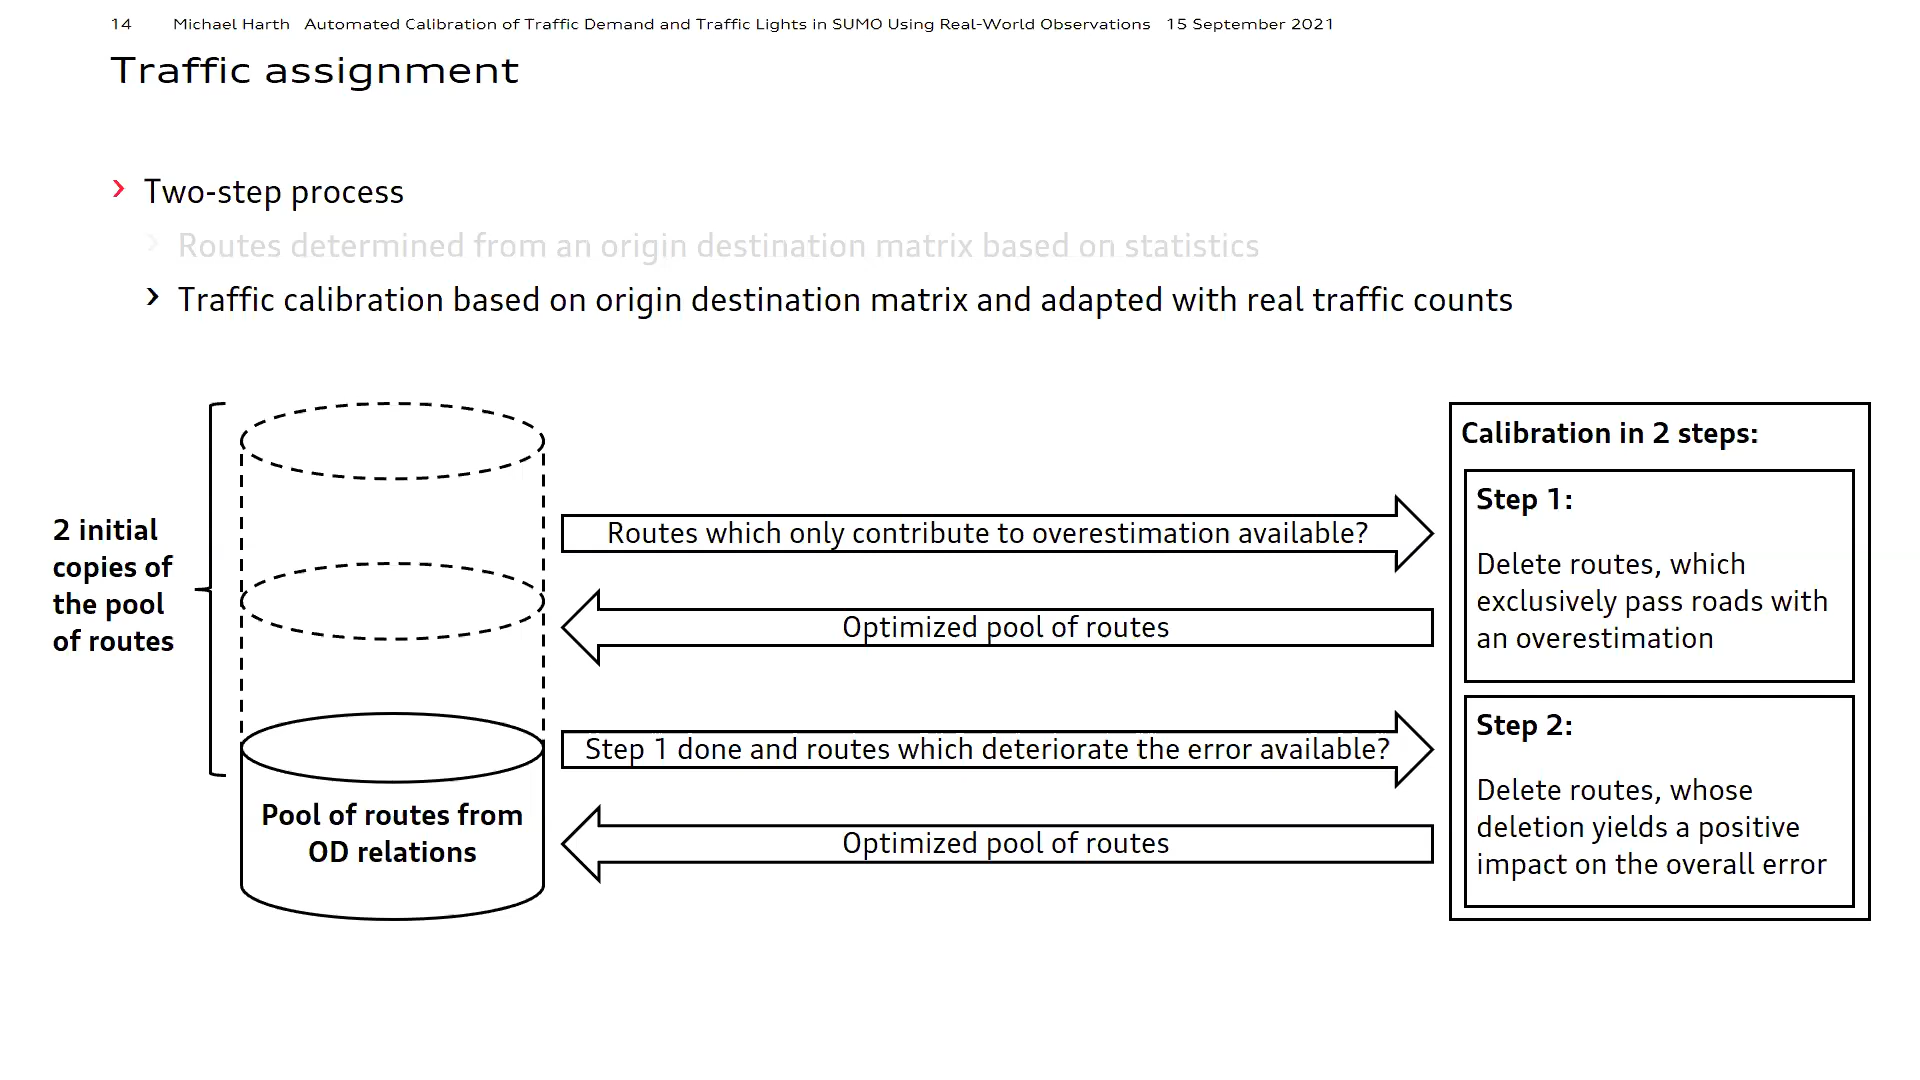 14 Michael Harth Automated Calibration of Traffic Demand and Traffic Lights in SUMO Using Real-World Observations 15 September 2021
Traffic assignment
› Two-step process
› Routes determined from an origin destination matrix based on statistics
› Traffic calibration based on origin destination matrix and adapted with real traffic counts
2 initial
copies of
the pool
of routes
Pool of routes from
OD relations
Routes which only contribute to overestimation available?
Optimized pool of routes
Step 1 done and routes which deteriorate the error available?
Optimized pool of routes
Calibration in 2 steps:
Step 1:
Delete routes, which
exclusively pass roads with
an overestimation
Step 2:
Delete routes, whose
deletion yields a positive
impact on the overall error